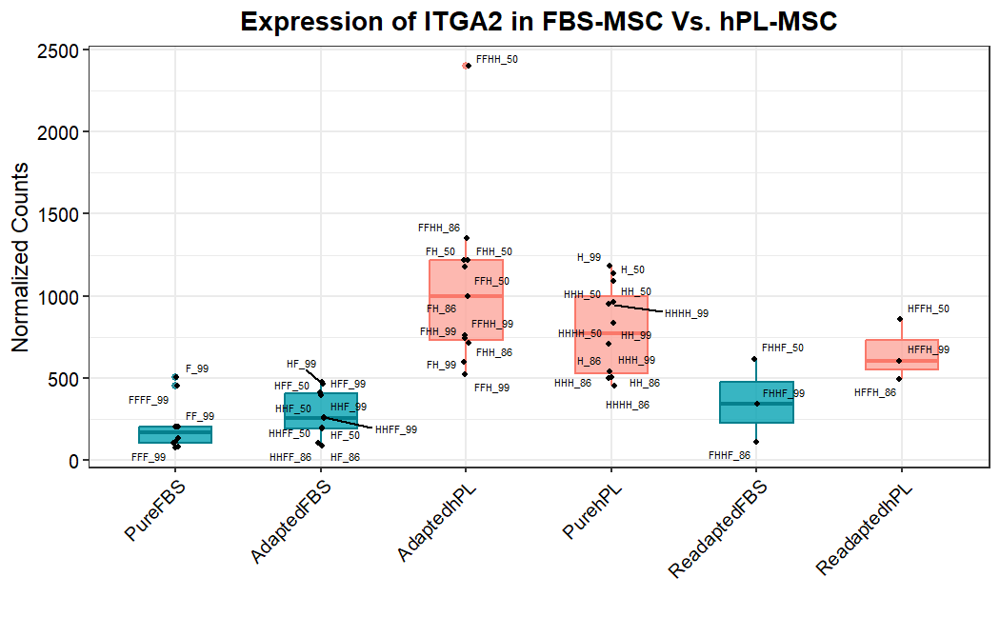 Expression of ITGA2 in FBS-MSC Vs. hPL-MSC
Normalized Counts
2500
2000
1500
1000
500
0
F_99
FFFF_99
FF_99
FFF_99
HF_99
HFF_50
HFF_99
HHF_50
HHF_99
HHFF_99
HHFF_50
HF_50
HHFF_86
HF_86
FFHH_50
FFHH_86
FH_50
FHH_50
FFH_50
FH_86
FFHH_99
FHH_99
FHH_86
FH_99
FFH_99
H_99
H_50
HHH_50
HH_50
HHHH_99
HHHH_50
HH_99
H_86
HHH_99
HHH_86
HH_86
HHHH_86
FHHF_50
FHHF_99
FHHF_86
HFFH_50
HFFH_99
HFFH_86
PureFBS
AdaptedFBS
AdaptedhPL
PurehPL
ReadaptedFBS
ReadaptedhPL